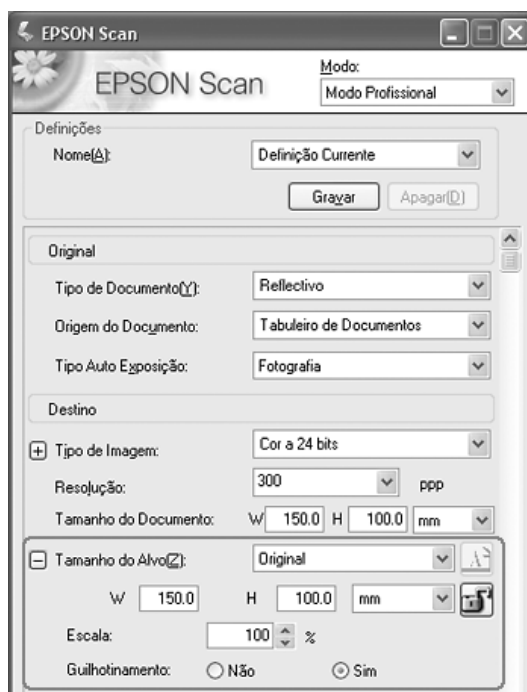 EPSON Scan
EPSON Scan
Modo:
Modo Profissional
Definições
Nome(A): Definição Currente
Gravar Apagar(D)
Original
Tipo de Documento(Y): Reflectivo
Origem do Documento: Tabuleiro de Documentos
Tipo Auto Exposição: Fotografia
Destino
Tipo de Imagem: Cor a 24 bits
Resolução: 300 ppp
Tamanho do Documento: W 150.0 H 100.0 mm
Tamanho do Alvo(Z): Original
W 150.0 H 100.0 mm
Escala: 100 %
Guilhotinamento: Não Sim